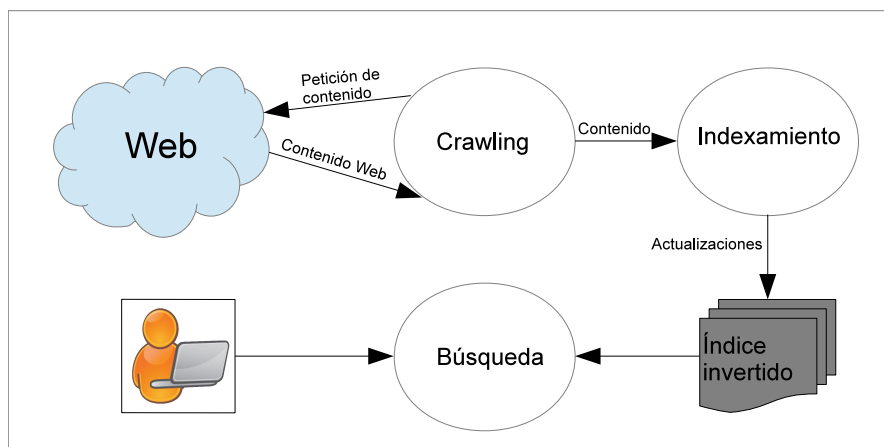 Petición de
contenido
Web
Crawling
Contenido
Indexamiento
Contenido Web
Actualizaciones
Búsqueda
Índice
invertido